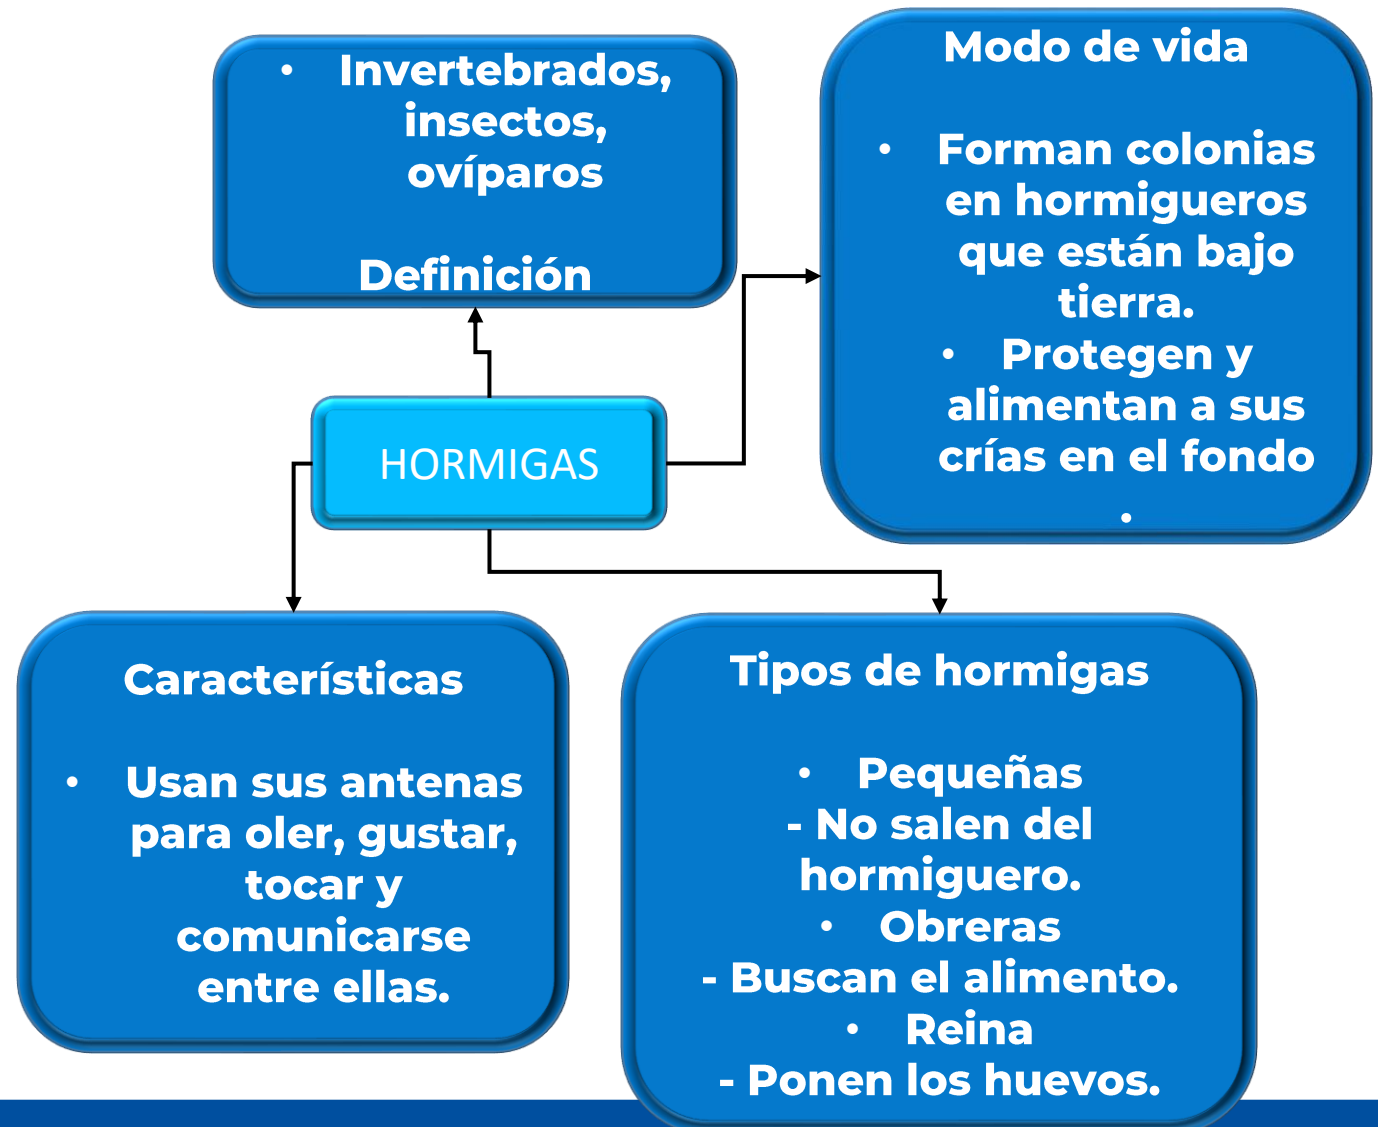 • Invertebrados,
insectos,
ovíparos
Definición
Modo de vida
• Forman colonias
en hormigueros
que están bajo
tierra.
• Protegen y
alimentan a sus
crías en el fondo
•
HORMIGAS
Características
• Usan sus antenas
para oler, gustar,
tocar y
comunicarse
entre ellas.
Tipos de hormigas
• Pequeñas
- No salen del
hormiguero.
• Obreras
- Buscan el alimento.
• Reina
- Ponen los huevos.